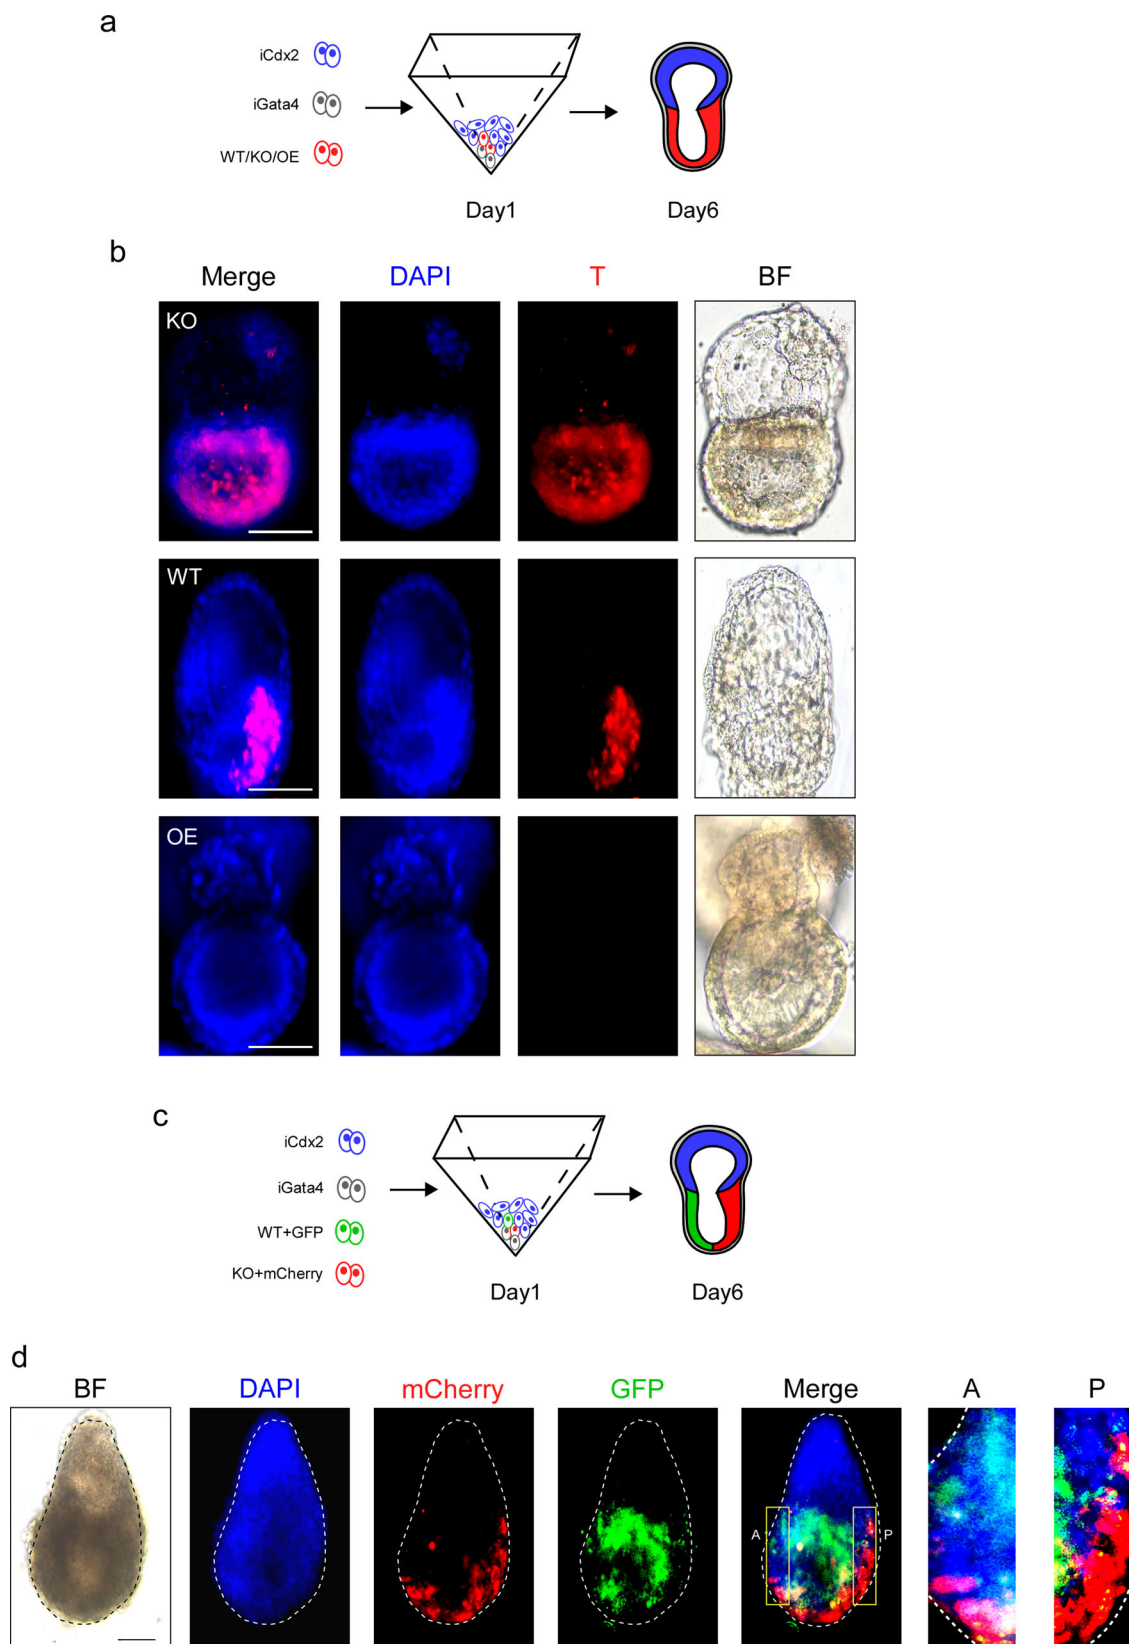 a
iCdx2
iGata4
WT/KO/OE
Day1
Day6
b
Merge
DAPI
T
BF
KO
WT
OE
c
iCdx2
iGata4
WT+GFP
KO+mCherry
Day1
Day6
d
BF
DAPI
mCherry
GFP
Merge
A
P
A
P